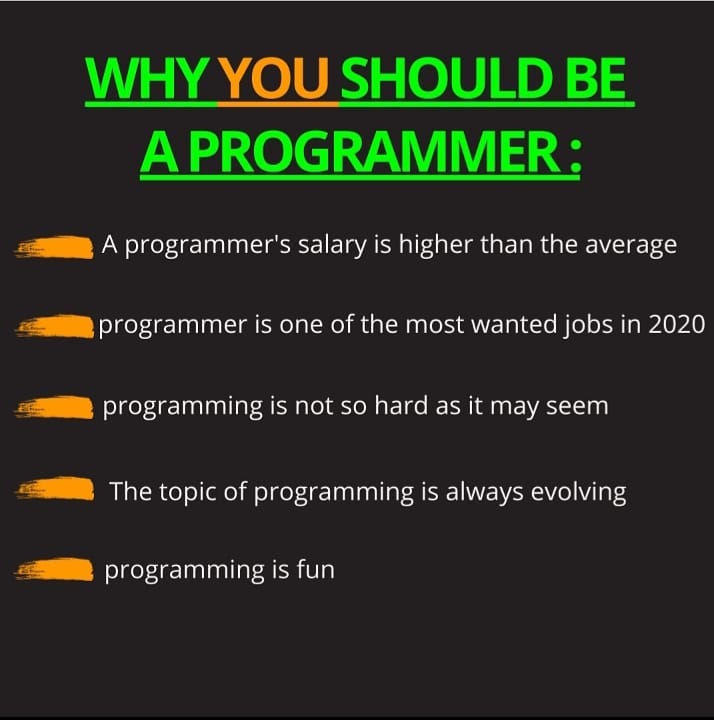 WHY YOU SHOULD BE
A PROGRAMMER :
A programmer's salary is higher than the average
programmer is one of the most wanted jobs in 2020
programming is not so hard as it may seem
The topic of programming is always evolving
programming is fun